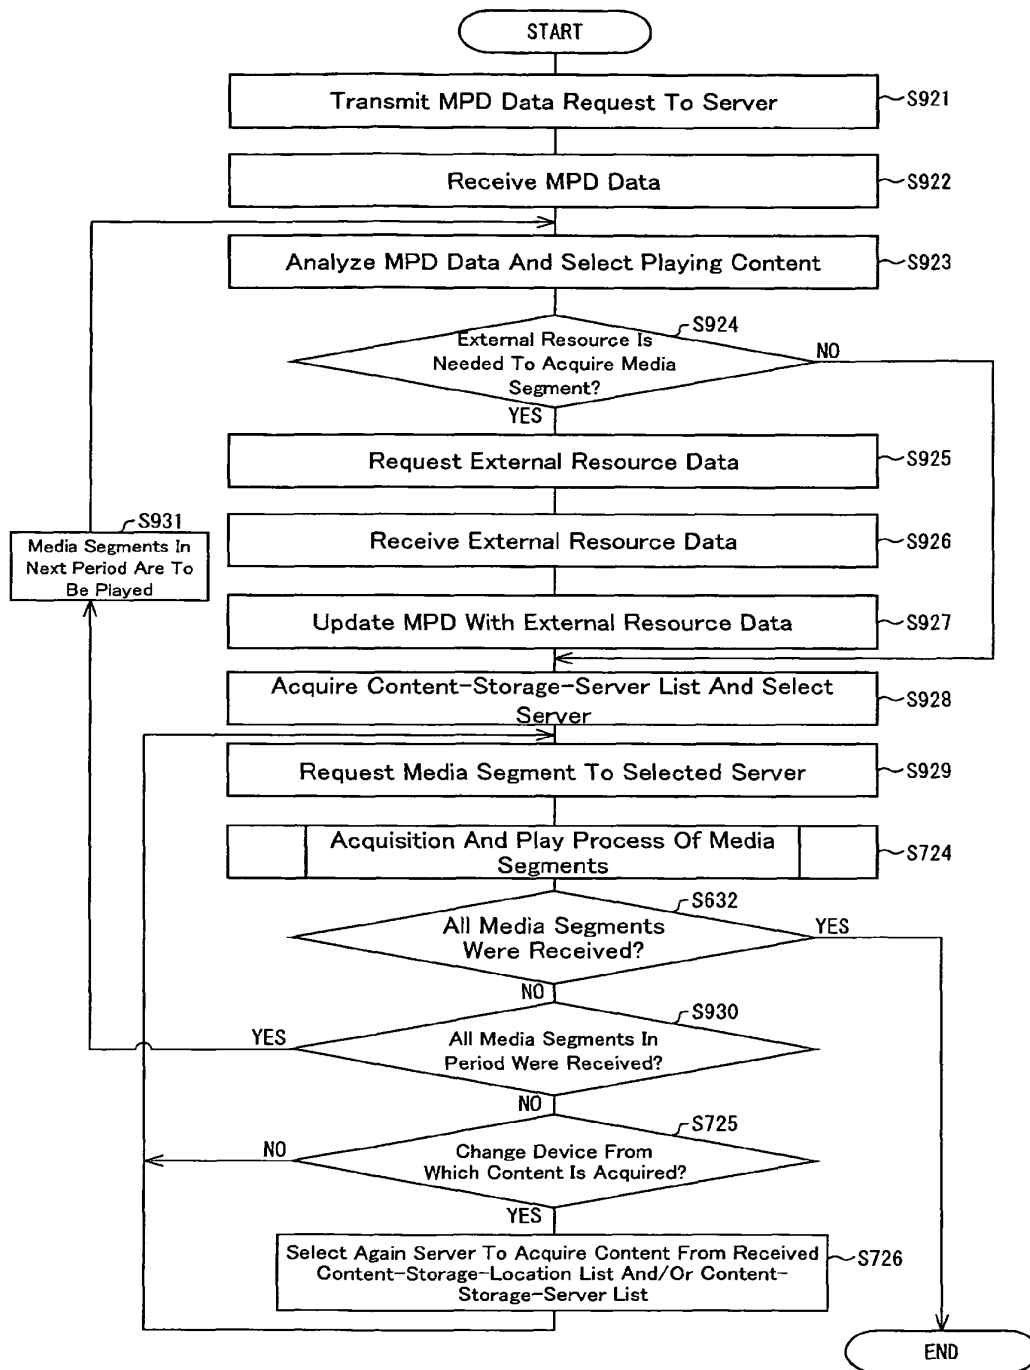 START
Transmit MPD Data Request To Server
S921
Receive MPD Data
S922
Analyze MPD Data And Select Playing Content
S923
S924
External Resource Is
Needed To Acquire Media
Segment?
NO
YES
Request External Resource Data
S925
S931
Media Segments In
Next Period Are To
Be Played
Receive External Resource Data
S926
Update MPD With External Resource Data
S927
Acquire Content-Storage-Server List And Select
Server
S928
Request Media Segment To Selected Server
S929
Acquisition And Play Process Of Media
Segments
S724
S632
All Media Segments
Were Received?
YES
NO
S930
YES
All Media Segments In
Period Were Received?
NO
S725
NO
Change Device From
Which Content Is Acquired?
YES
Select Again Server To Acquire Content From Received
Content-Storage-Location List And/Or Content-
Storage-Server List
S726
END